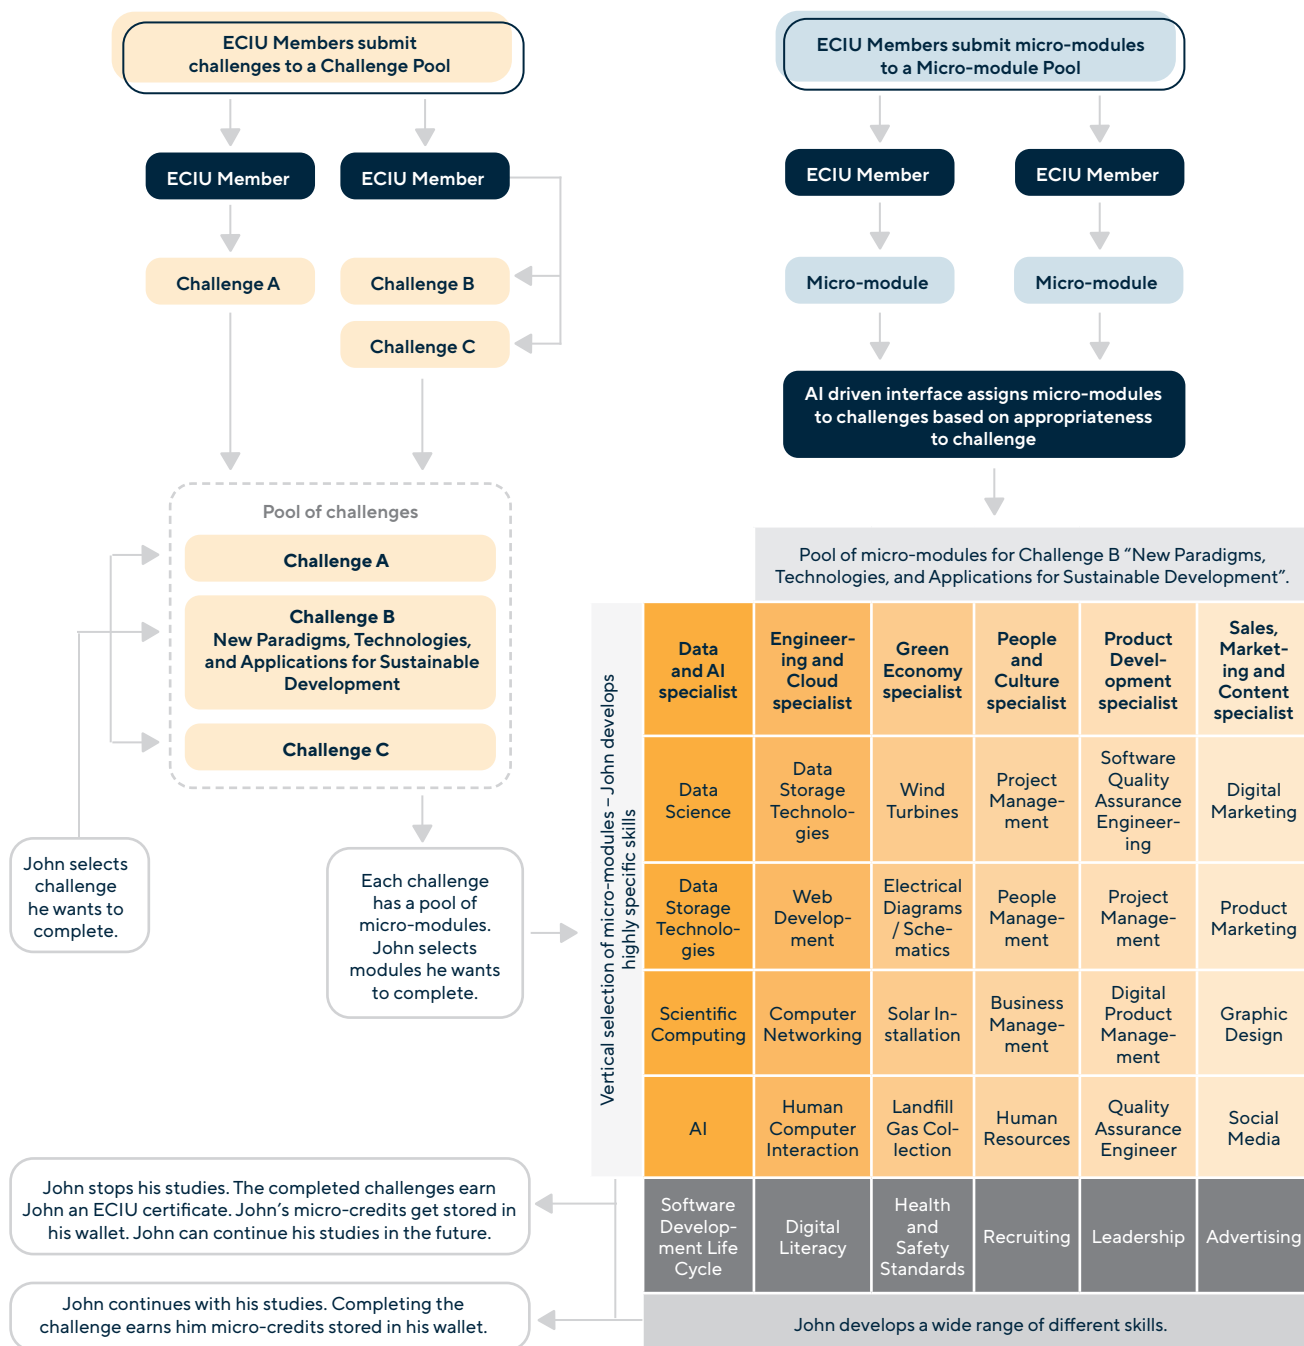 ECIU Members submit
challenges to a Challenge Pool
ECIU Member
ECIU Member
Challenge A
Challenge B
Challenge C
Pool of challenges
Challenge A
Challenge B
New Paradigms, Technologies,
and Applications for Sustainable
Development
Challenge C
John selects
challenge
he wants to
complete.
Each challenge
has a pool of
micro-modules.
John selects
modules he wants
to complete.
ECIU Members submit micro-modules
to a Micro-module Pool
ECIU Member
ECIU Member
Micro-module
Micro-module
AI driven interface assigns micro-modules
to challenges based on appropriateness
to challenge
Pool of micro-modules for Challenge B “New Paradigms,
Technologies, and Applications for Sustainable Development”.
Vertical selection of micro-modules – John develops
highly specific skills
Data
and AI
specialist
Engineer-
ing and
Cloud
specialist
Green
Economy
specialist
People
and
Culture
specialist
Product
Devel-
opment
specialist
Sales,
Market-
ing and
Content
specialist
Data
Science
Data
Storage
Technolo-
gies
Wind
Turbines
Project
Manage-
ment
Software
Quality
Assurance
Engineer-
ing
Digital
Marketing
Data
Storage
Technolo-
gies
Web
Develop-
ment
Electrical
Diagrams
/ Sche-
matics
People
Manage-
ment
Project
Manage-
ment
Product
Marketing
Scientific
Computing
Computer
Networking
Solar In-
stallation
Business
Manage-
ment
Digital
Product
Manage-
ment
Graphic
Design
AI
Human
Computer
Interaction
Landfill
Gas Col-
lection
Human
Resources
Quality
Assurance
Engineer
Social
Media
Software
Develop-
ment Life
Cycle
Digital
Literacy
Health
and
Safety
Standards
Recruiting
Leadership
Advertising
John develops a wide range of different skills.
John stops his studies. The completed challenges earn
John an ECIU certificate. John’s micro-credits get stored in
his wallet. John can continue his studies in the future.
John continues with his studies. Completing the
challenge earns him micro-credits stored in his wallet.